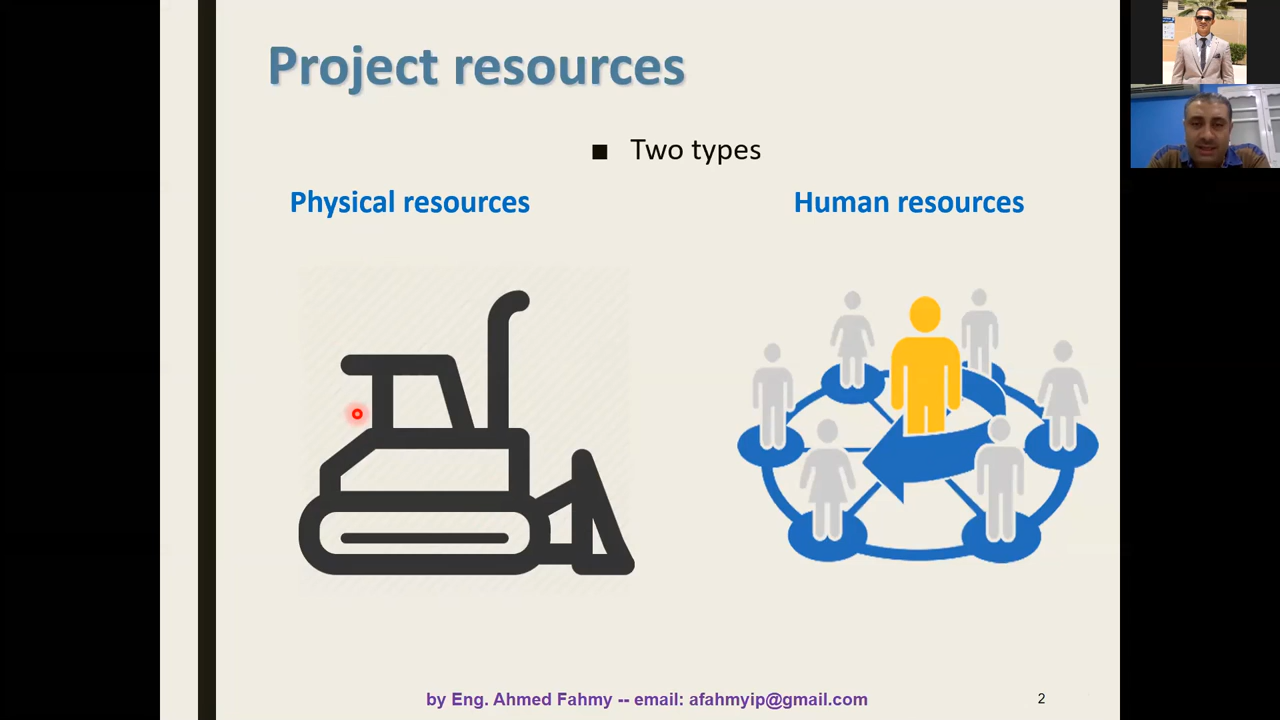 Project resources
■ Two types
Physical resources
Human resources
by Eng. Ahmed Fahmy -- email: afahmyip@gmail.com
2